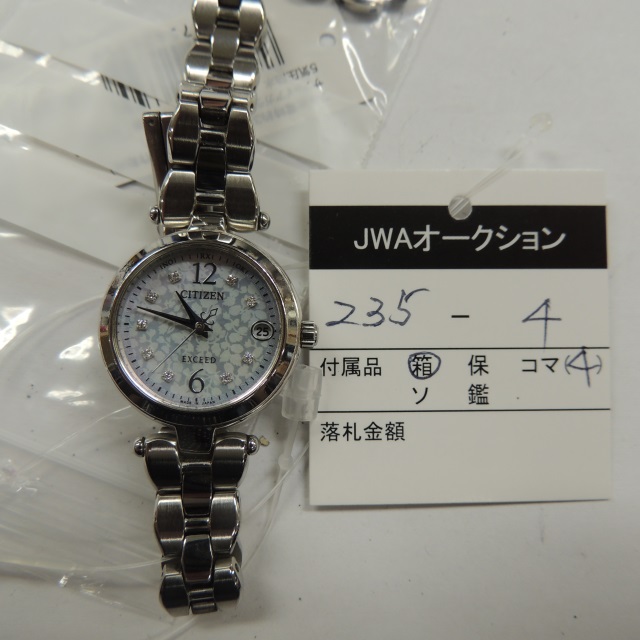 12
CITIZEN
EXCEED
6
JWAオークション
235 - 4
付属品 箱 保 コマ(4)
ソ 鑑
落札金額